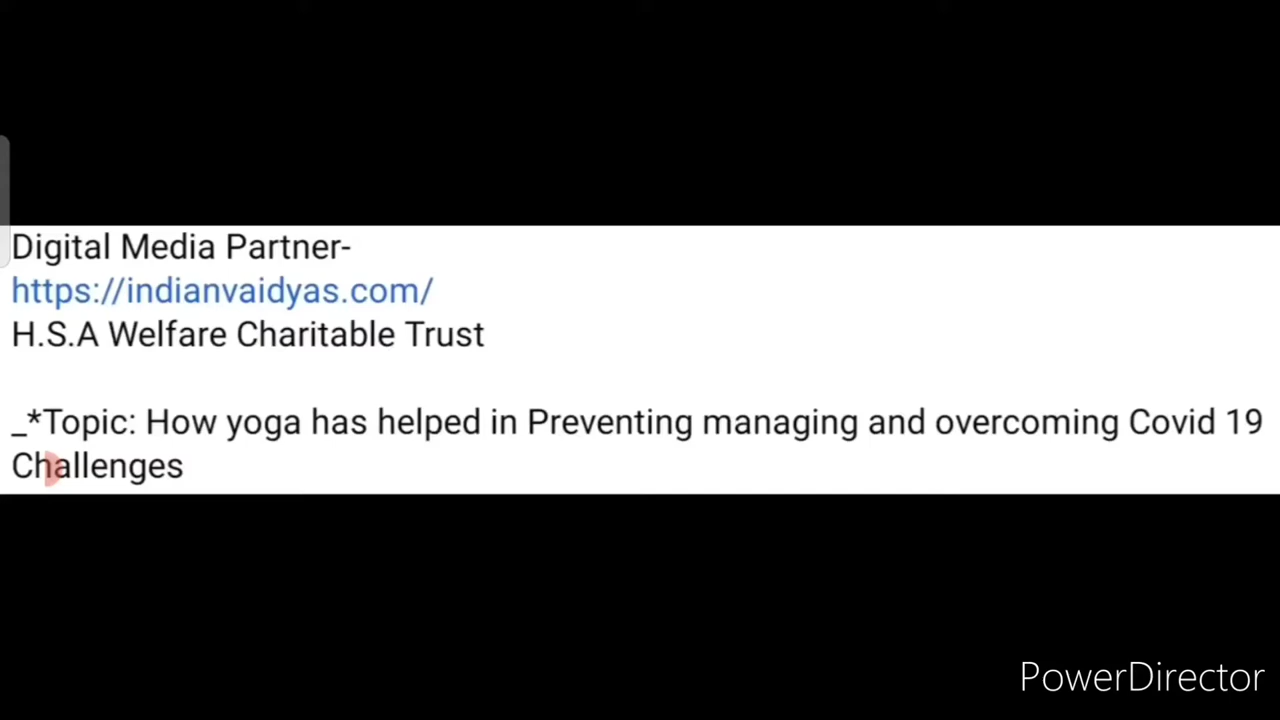 Digital Media Partner-
https://indianvaidyas.com/
H.S.A Welfare Charitable Trust
_*Topic: How yoga has helped in Preventing managing and overcoming Covid 19
Challenges
PowerDirector